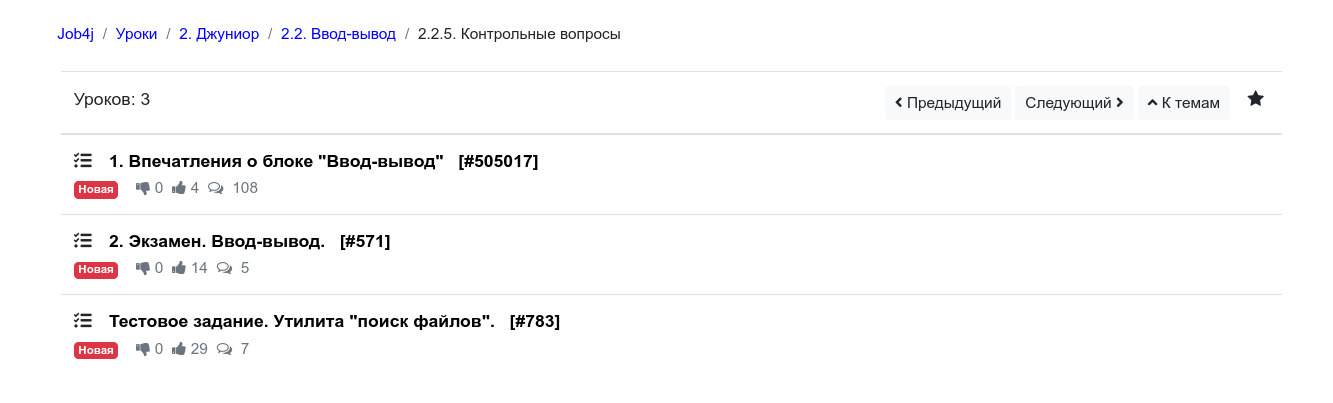 Job4j / Уроки / 2. Джуниор / 2.2. Ввод-вывод / 2.2.5. Контрольные вопросы
Уроков: 3 Предыдущий Следующий К темам
1. Впечатления о блоке "Ввод-вывод" [#505017]
Новая 0 4 108
2. Экзамен. Ввод-вывод. [#571]
Новая 0 14 5
Тестовое задание. Утилита "поиск файлов". [#783]
Новая 0 29 7